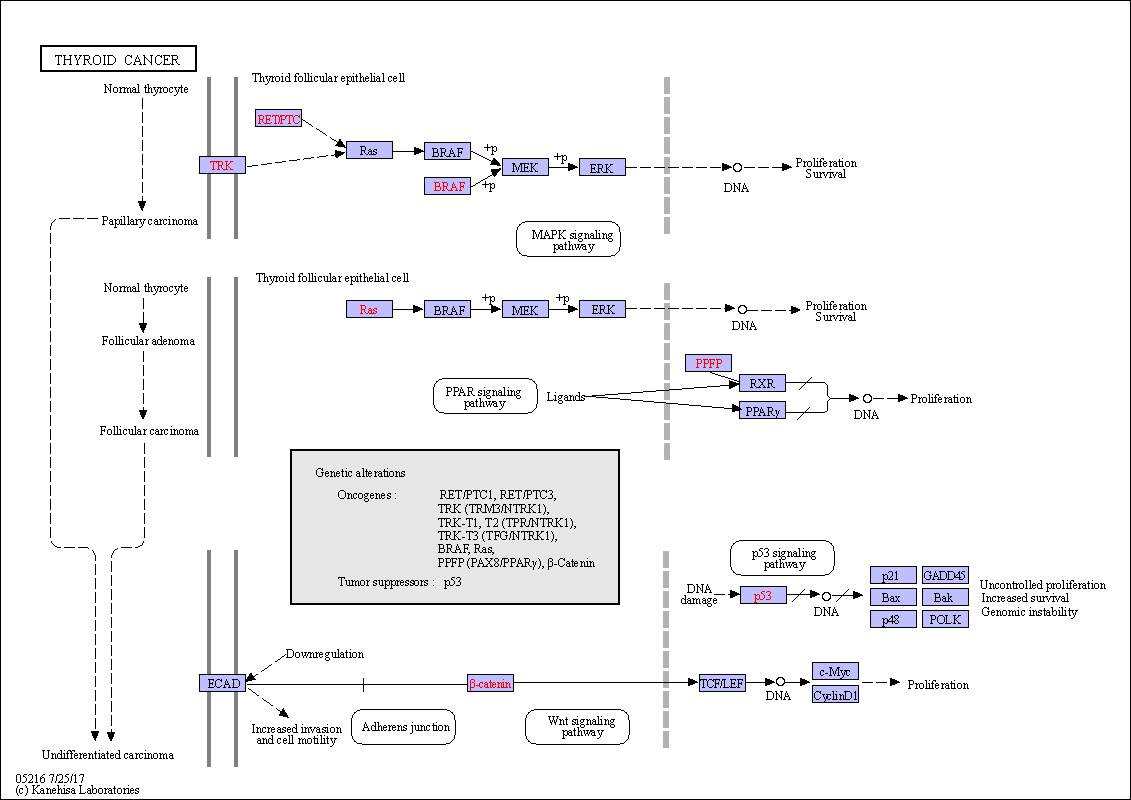 THYROID CANCER
Normal thyrocyte
Thyroid follicular epithelial cell
RET/PTC
TRK
Ras
BRAF
+p
BRAF
+p
MEK
+p
ERK
DNA
Proliferation
Survival
Papillary carcinoma
MAPK signaling
pathway
Normal thyrocyte
Thyroid follicular epithelial cell
Ras
BRAF
+p
MEK
+p
ERK
DNA
Proliferation
Survival
Follicular adenoma
PPFP
PPAR signaling
pathway
Ligands
RXR
PPARγ
DNA
Proliferation
Follicular carcinoma
Genetic alterations
Oncogenes : RET/PTC1, RET/PTC3,
TRK (TRM3/NTRK1),
TRK-T1, T2 (TPR/NTRK1),
TRK-T3 (TFG/NTRK1),
BRAF, Ras,
PPFP (PAX8/PPARγ), β-Catenin
Tumor suppressors : p53
p53 signaling
pathway
DNA
damage
p53
DNA
p21 GADD45
Bax Bak
p48 POLK
Uncontrolled proliferation
Increased survival
Genomic instability
Downregulation
ECAD
β-catenin
TCF/LEF
DNA
c-Myc
CyclinD1
Proliferation
Increased invasion
and cell motility
Adherens junction
Wnt signaling
pathway
Undifferentiated carcinoma
05216 7/25/17
(c) Kanehisa Laboratories